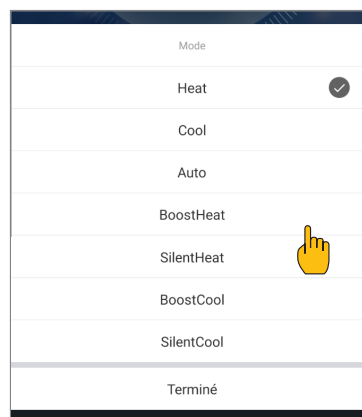 Mode
Heat
Cool
Auto
BoostHeat
SilentHeat
BoostCool
SilentCool
Terminé